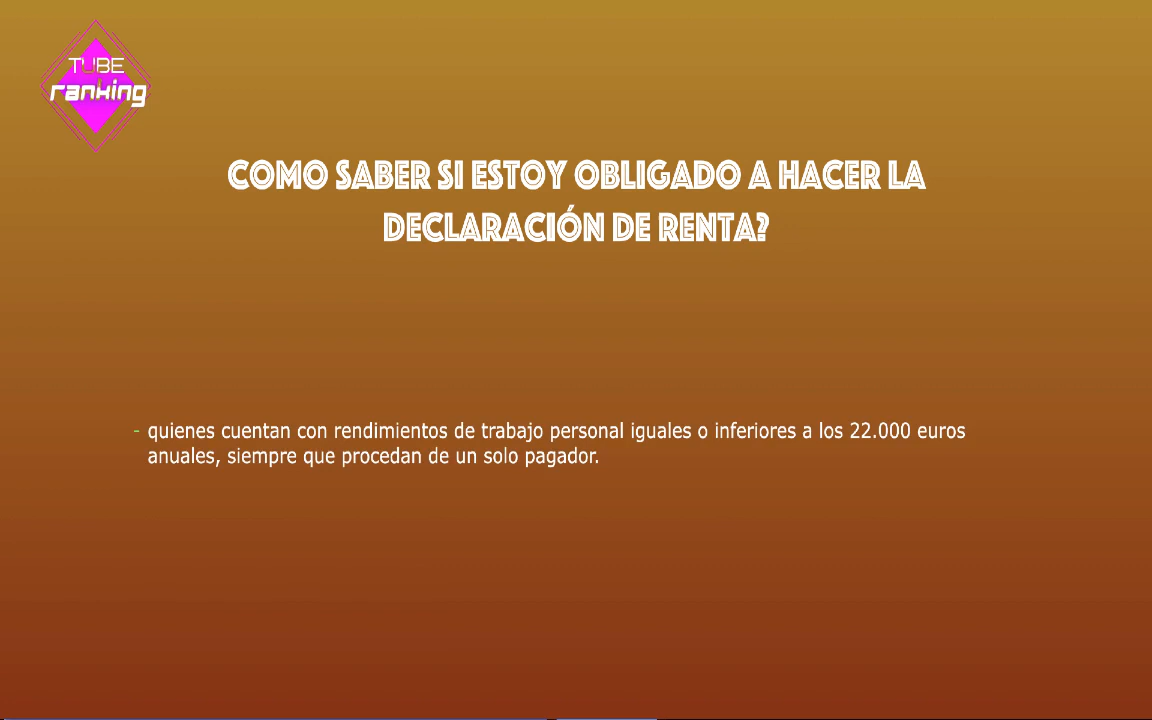 TUBE
ranking
COMO SABER SI ESTOY OBLIGADO A HACER LA
DECLARACIÓN DE RENTA?
- quienes cuentan con rendimientos de trabajo personal iguales o inferiores a los 22.000 euros
anuales, siempre que procedan de un solo pagador.